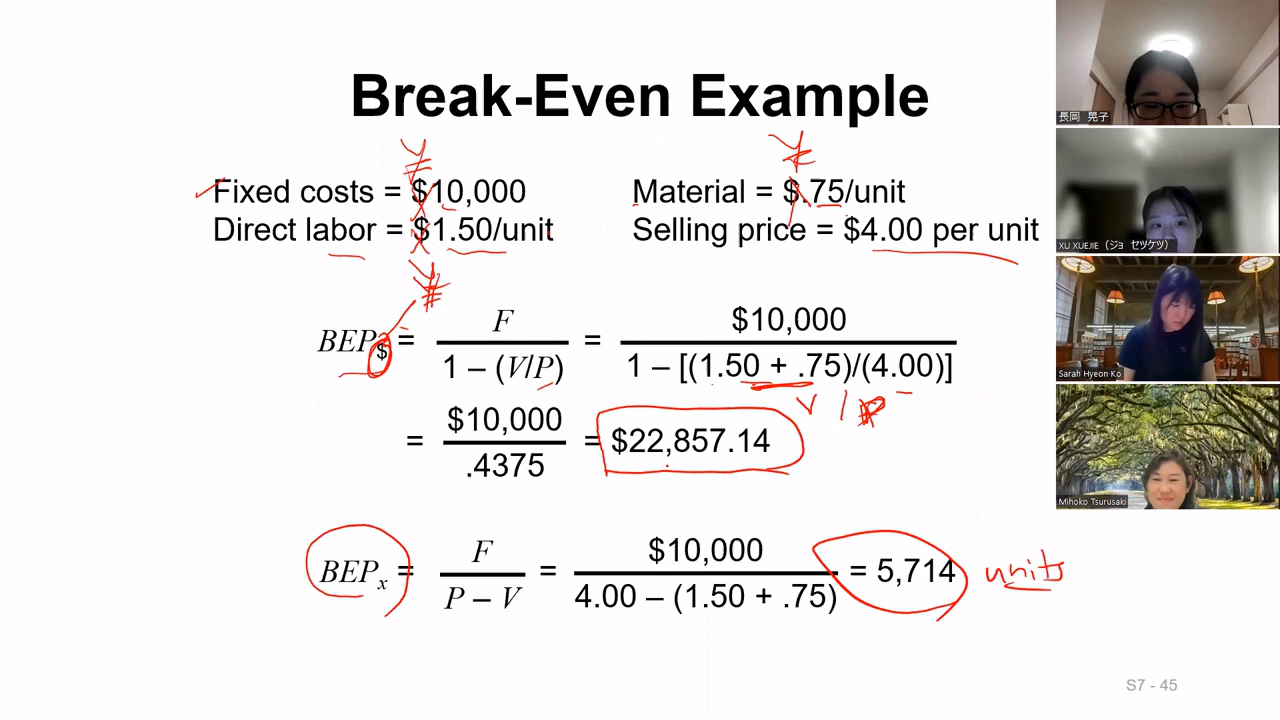 Break-Even Example
¥ ¥
Fixed costs = $10,000 Material = $.75/unit
Direct labor = $1.50/unit Selling price = $4.00 per unit
¥
BEP$ = F / 1 – (V/P) = $10,000 / 1 – [(1.50 + .75)/(4.00)]
V / P
= $10,000 / .4375 = $22,857.14
BEPx = F / P – V = $10,000 / 4.00 – (1.50 + .75) = 5,714 units
S7 - 45
長岡 晃子
XU XUEJIE (ジョ セツケツ)
Sarah Hyeon Ko
Mihoko Tsurusaki